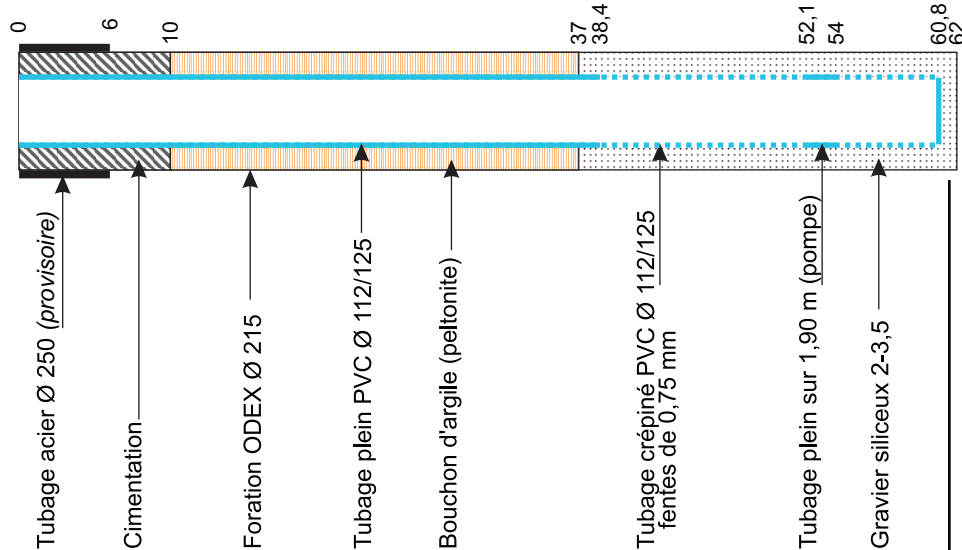 0
6
10
37
38,4
52,1
54
60,8
62
Tubage acier Ø 250 (provisoire)
Cimentation
Foration ODEX Ø 215
Tubage plein PVC Ø 112/125
Bouchon d'argile (peltonite)
Tubage crépiné PVC Ø 112/125
fentes de 0,75 mm
Tubage plein sur 1,90 m (pompe)
Gravier siliceux 2-3,5